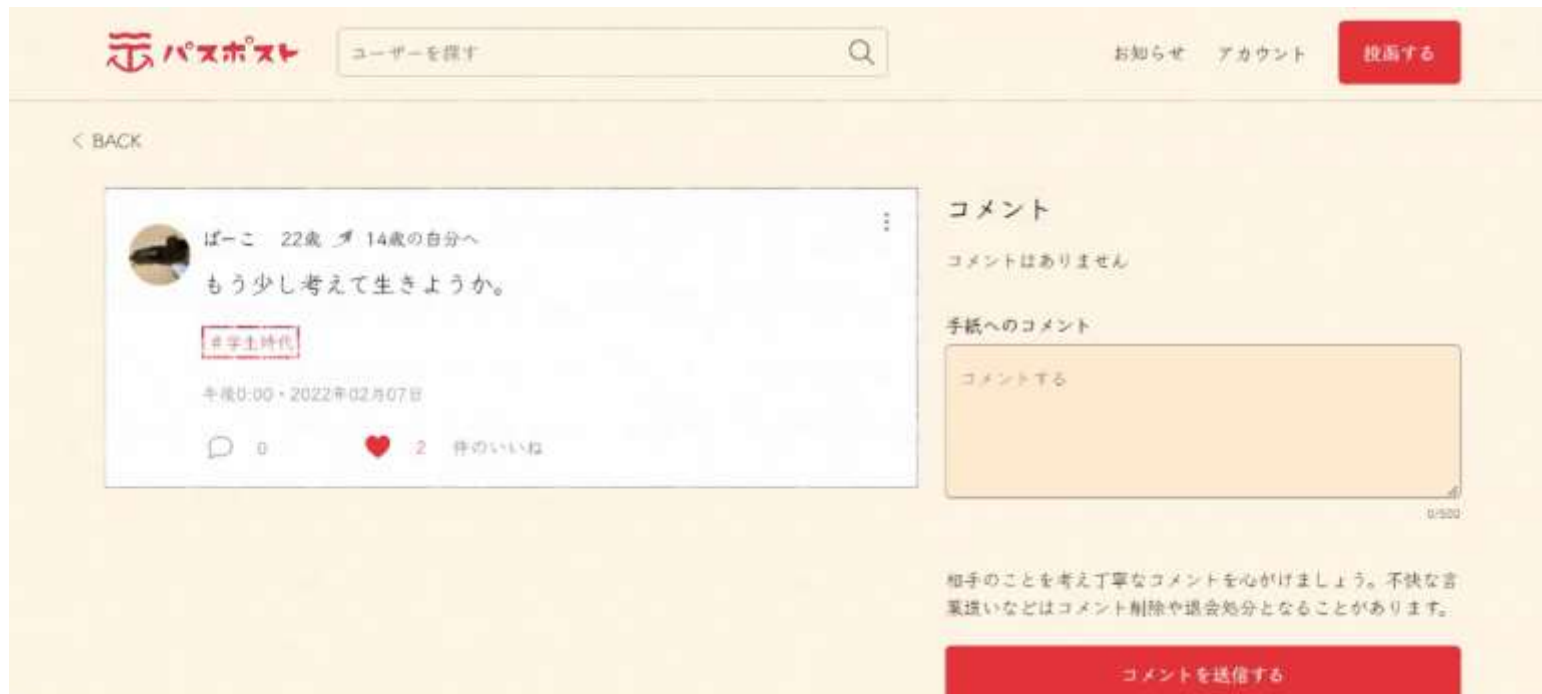 パスポスト
ユーザーを探す
お知らせ
アカウント
投函する
< BACK
ぱーこ 22歳 14歳の自分へ
もう少し考えて生きようか。
#学生時代
午後0:00・2022年02月07日
0
2 件のいいね
コメント
コメントはありません
手紙へのコメント
コメントする
0/500
相手のことを考え丁寧なコメントを心がけましょう。不快な言
葉遣いなどはコメント削除や退会処分となることがあります。
コメントを送信する